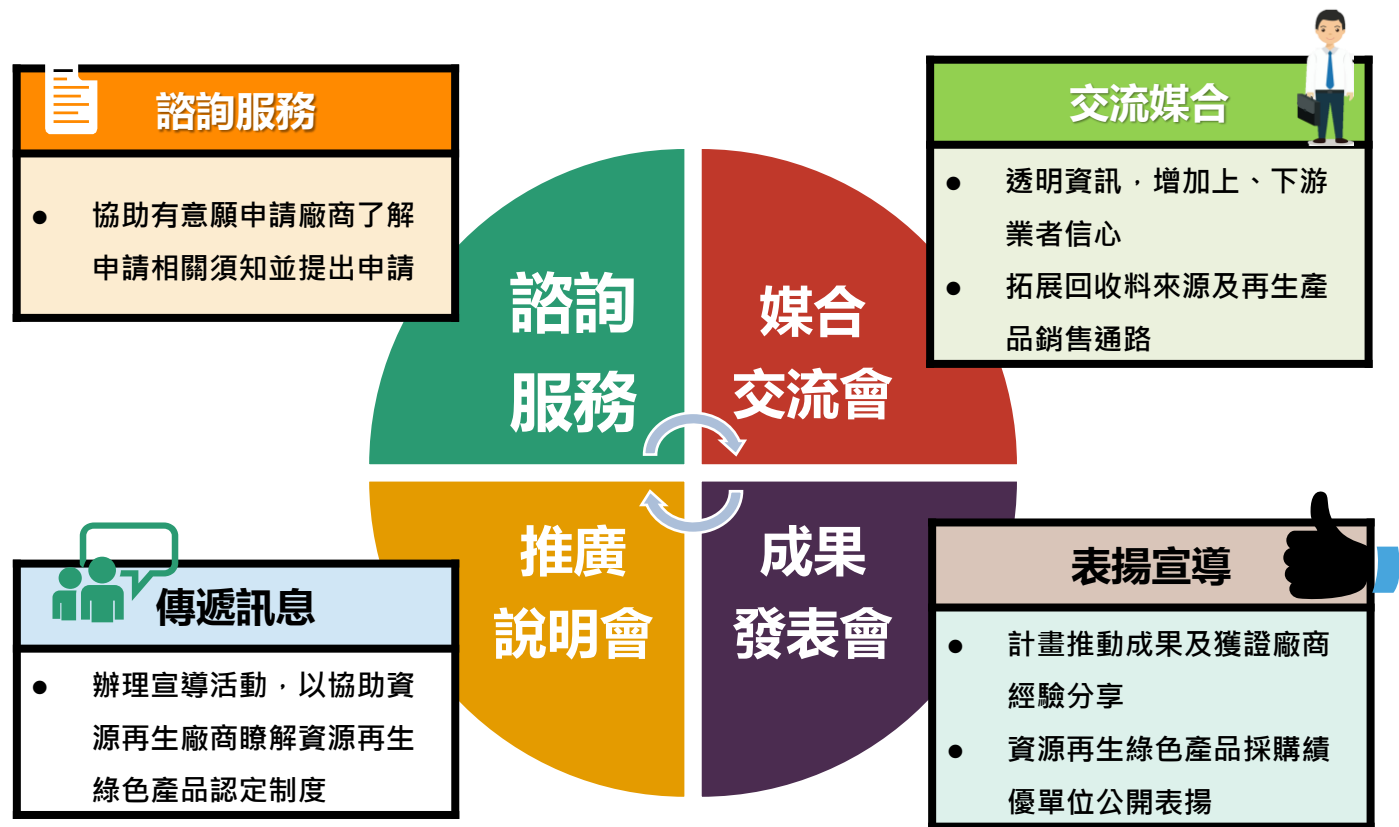 諮詢服務
● 協助有意願申請廠商了解
申請相關須知並提出申請
交流媒合
● 透明資訊，增加上、下游
業者信心
● 拓展回收料來源及再生產
品銷售通路
諮詢
服務
媒合
交流會
推廣
說明會
成果
發表會
傳遞訊息
● 辦理宣導活動，以協助資
源再生廠商瞭解資源再生
綠色產品認定制度
表揚宣導
● 計畫推動成果及獲證廠商
經驗分享
● 資源再生綠色產品採購績
優單位公開表揚